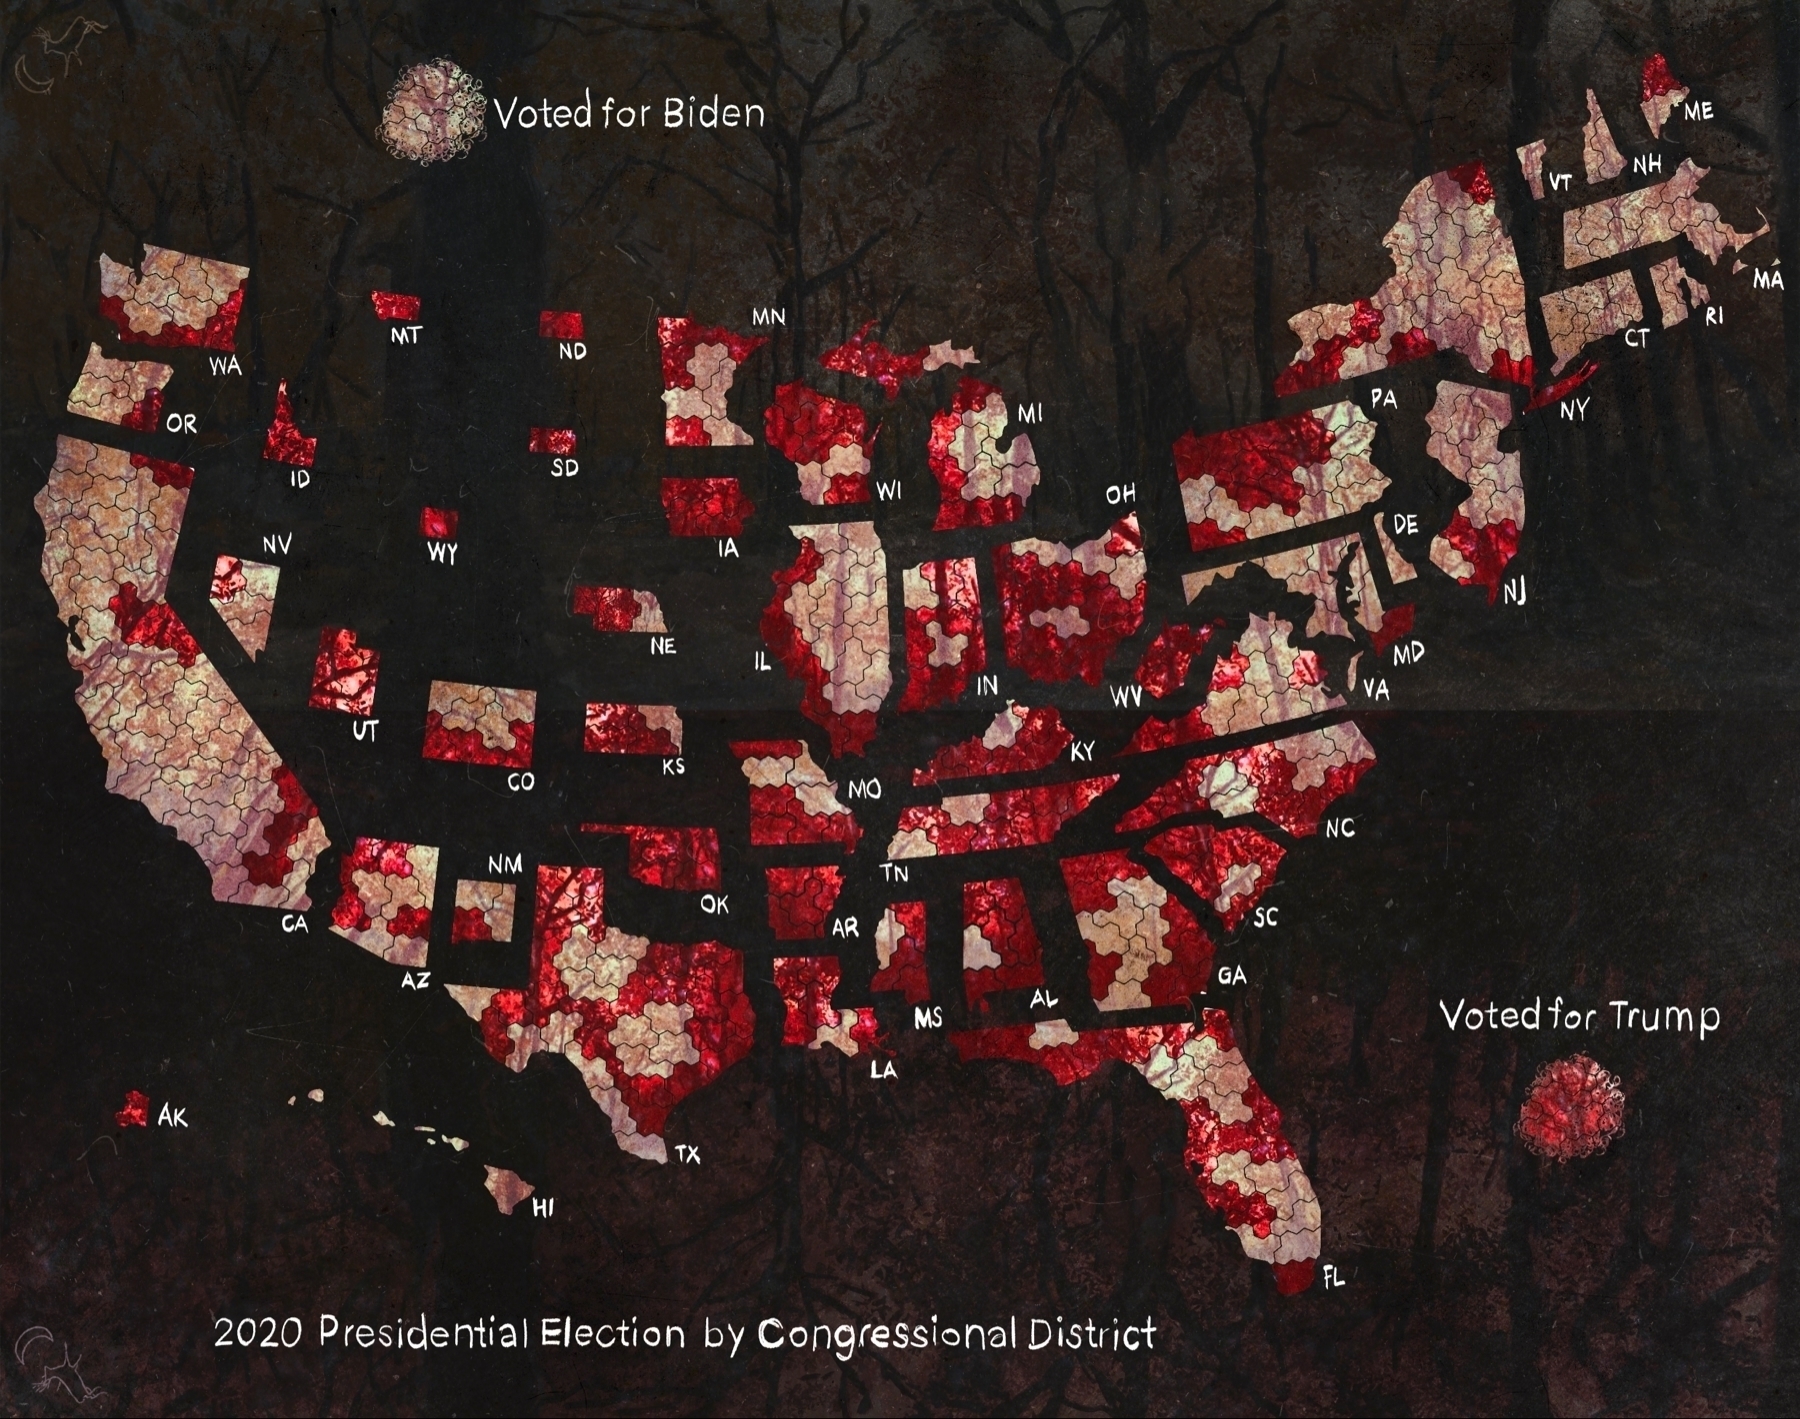 Voted for Biden
ME
NH
VT
MA
RI
CT
NY
WA
MT
ND
MN
OR
ID
SD
WI
MI
PA
OH
DE
NJ
NV
WY
IA
NE
IL
IN
WV
MD
VA
UT
CO
KS
MO
KY
NC
CA
NM
AZ
OK
AR
TN
SC
GA
AL
MS
LA
Voted for Trump
AK
TX
HI
FL
2020 Presidential Election by Congressional District